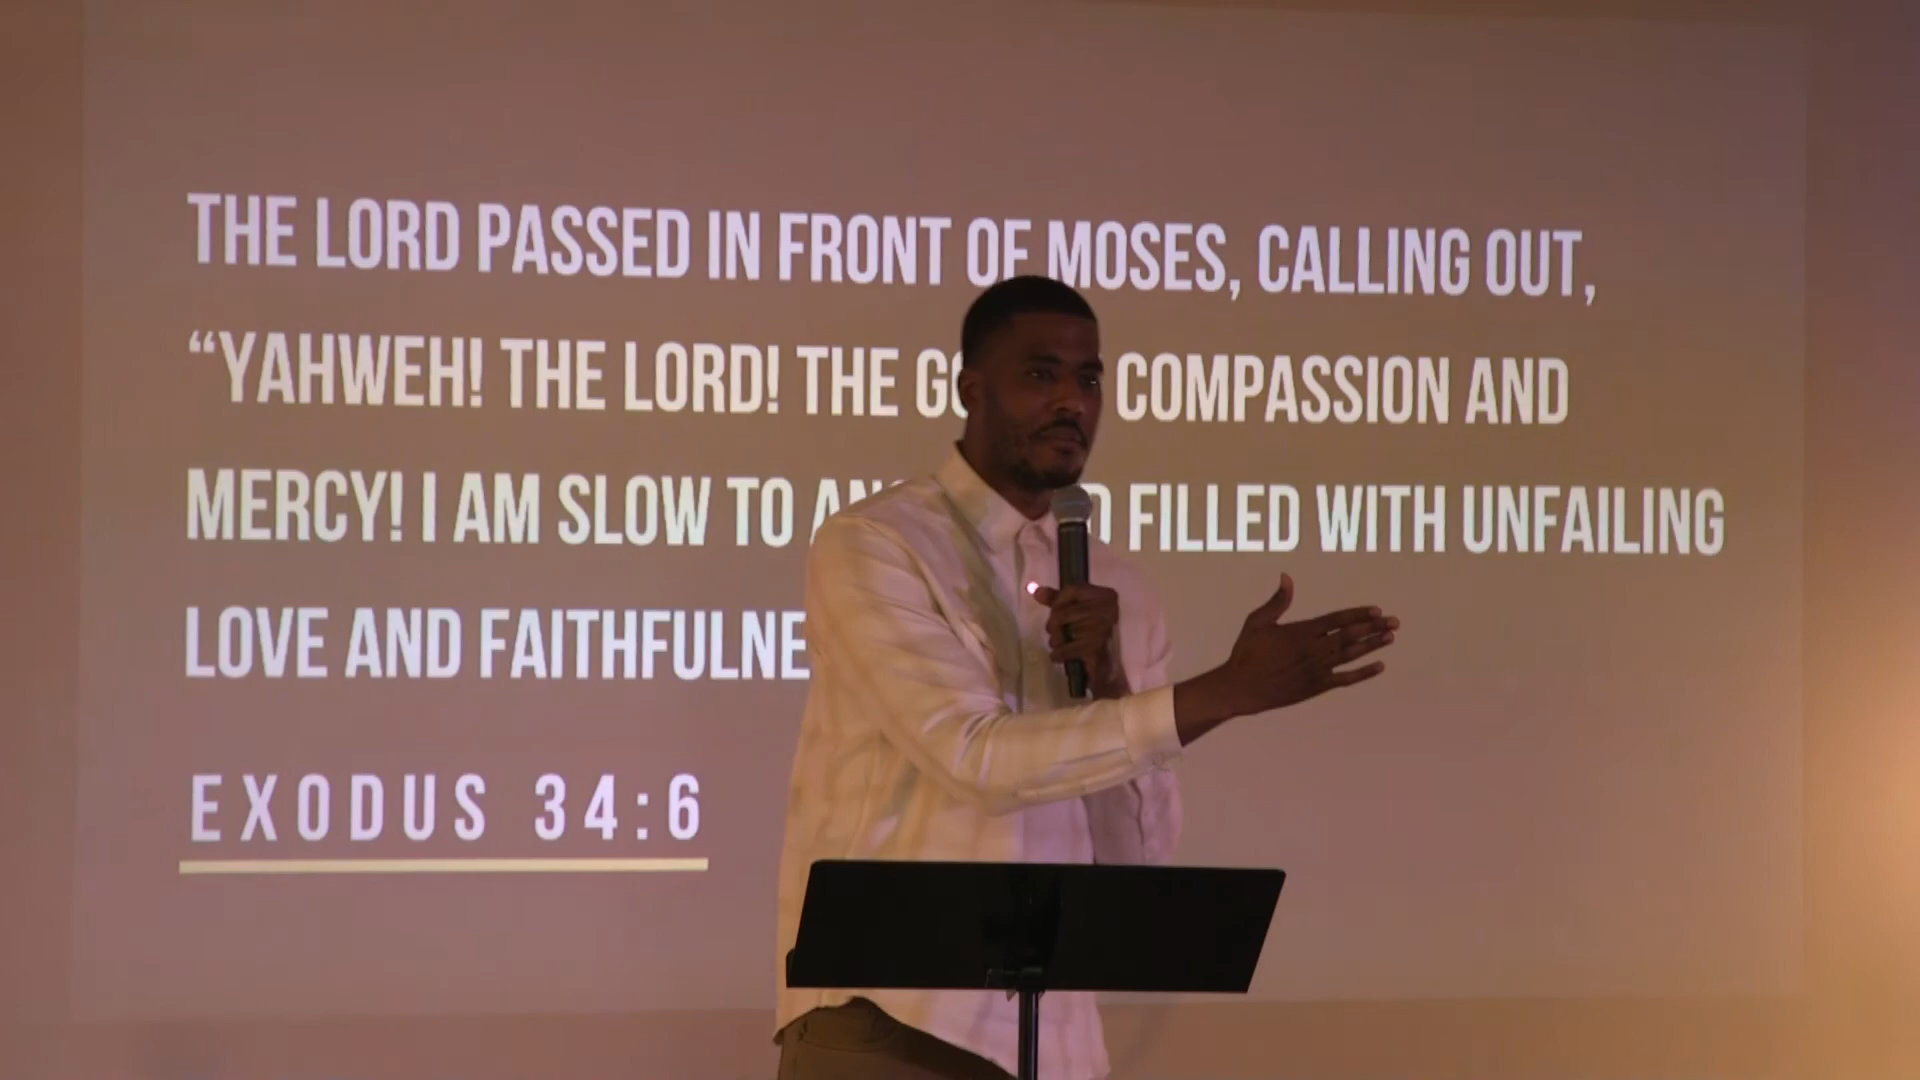 THE LORD PASSED IN FRONT OF MOSES, CALLING OUT,
“YAHWEH! THE LORD! THE COMPASSION AND
MERCY! I AM SLOW TO FILLED WITH UNFAILING
LOVE AND
EXODUS 34:6